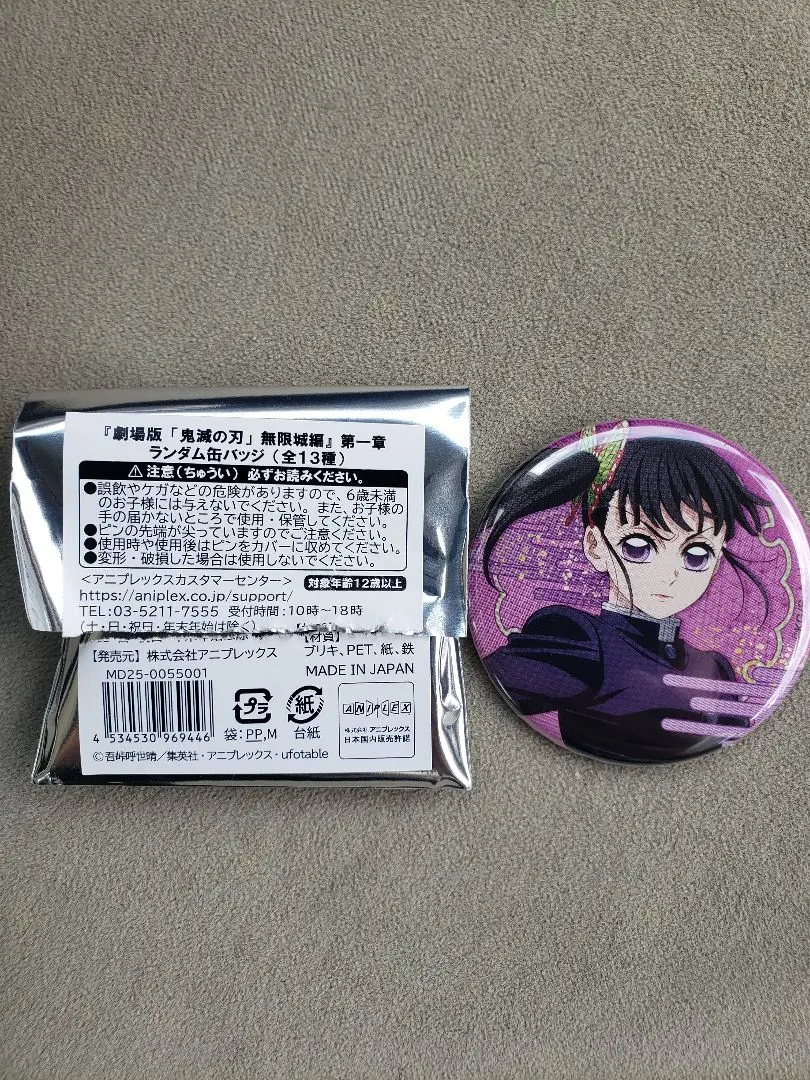 『劇場版「鬼滅の刃」無限城編』第一章
ランダム缶バッジ（全13種）
⚠注意（ちゅうい）必ずお読みください。
●誤飲やケガなどの危険がありますので、6歳未満
のお子様には与えないでください。また、お子様の
手の届かないところで使用・保管してください。
●ピンの先端が尖っていますのでご注意ください。
●使用時や使用後はピンをカバーに収めてください。
●変形・破損した場合は使用しないでください。
＜アニプレックスカスタマーセンター＞ 対象年齢12歳以上
https://aniplex.co.jp/support/
TEL:03-5211-7555 受付時間:10時～18時
(土・日・祝日・年末年始は除く)
【材質】
【発売元】株式会社アニプレックス
ブリキ、PET、紙、鉄
MD25-0055001
MADE IN JAPAN
4 534530 969446
プラ
袋:PP,M
紙
台紙
ANIPLEX
株式会社 アニプレックス
日本国内販売許諾
©吾峠呼世晴／集英社・アニプレックス・ufotable